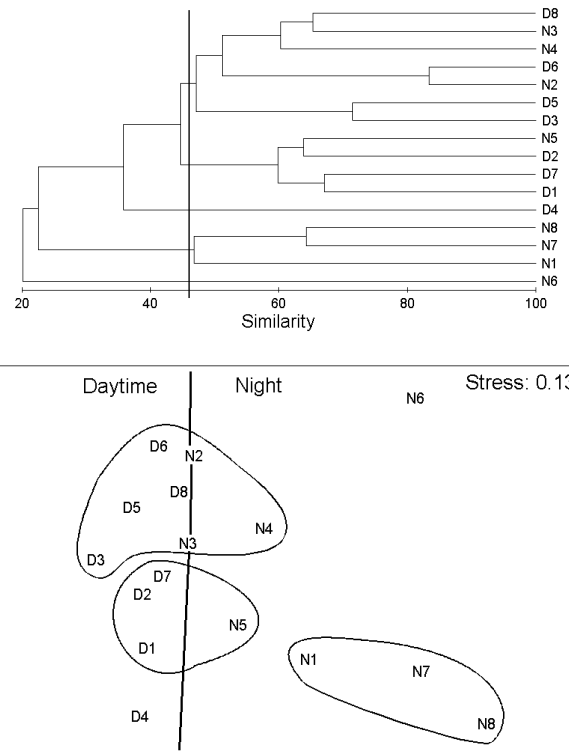 D8
N3
N4
D6
N2
D5
D3
N5
D2
D7
D1
D4
N8
N7
N1
N6
20 40 60 80 100
Similarity
Daytime Night Stress: 0.13
N6
D6
N2
D8
D5
N4
N3
D3
D7
D2
N5
D1
N1
N7
D4
N8